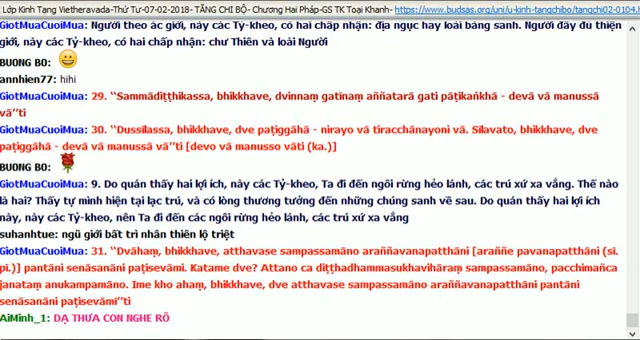 Lớp Kinh Tạng Vietheravada-Thứ Tư-07-02-2018- TĂNG CHI BỘ- Chương Hai Pháp-GS TK Toại Khanh- https://www.budsas.org/uni/u-kinh-tangchibo/tangchi02-0104.h
GiotMuaCuoiMua: Người theo ác giới, này các Tỷ-kheo, có hai chấp nhận: địa ngục hay loài bàng sanh. Người đầy đủ thiện
giới, này các Tỷ-kheo, có hai chấp nhận: chư Thiên và loài Người
BUONG BO:
annhien77: hihi
GiotMuaCuoiMua: 29. ‘‘Sammādiṭṭhikassa, bhikkhave, dvinnaṃ gatīnaṃ aññatarā gati pāṭikaṅkhā - devā vā manussā
vā’’ti
GiotMuaCuoiMua: 30. ‘‘Dussīlassa, bhikkhave, dve paṭiggāhā - nirayo vā tiracchānayoni vā. Sīlavato, bhikkhave, dve
paṭiggāhā - devā vā manussā vā’’ti [devo vā manusso vāti (ka.)]
BUONG BO:
GiotMuaCuoiMua: 9. Do quán thấy hai lợi ích, này các Tỷ-kheo, Ta đi đến ngôi rừng hẻo lánh, các trú xứ xa vắng. Thế nào
là hai? Thấy tự mình hiện tại lạc trú, và có lòng thương tưởng đến những chúng sanh về sau. Do quán thấy hai lợi ích
này, này các Tỷ-kheo, nên Ta đi đến các ngôi rừng hẻo lánh, các trú xứ xa vắng
suhanhtue: ngũ giới bất trì nhân thiên lộ triệt
GiotMuaCuoiMua: 31. ‘‘Dvāhaṃ, bhikkhave, atthavase sampassamāno araññavanapatthāni [araññe pavanapatthāni (sī.
pī.)] pantāni senāsanāni paṭisevāmi. Katame dve? Attano ca diṭṭhadhammasukhavihāraṃ sampassamāno, pacchimañca
janataṃ anukampamāno. Ime kho ahaṃ, bhikkhave, dve atthavase sampassamāno araññavanapatthāni pantāni
senāsanāni paṭisevāmī’’ti
AiMinh_1: DẠ THƯA CON NGHE RÕ